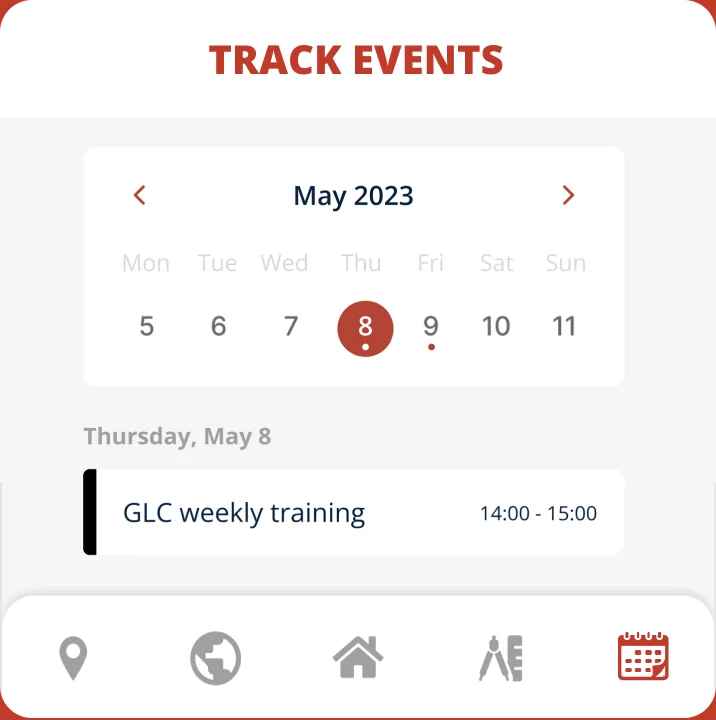 TRACK EVENTS
May 2023
Mon Tue Wed Thu Fri Sat Sun
5 6 7 8 9 10 11
Thursday, May 8
GLC weekly training 14:00 - 15:00